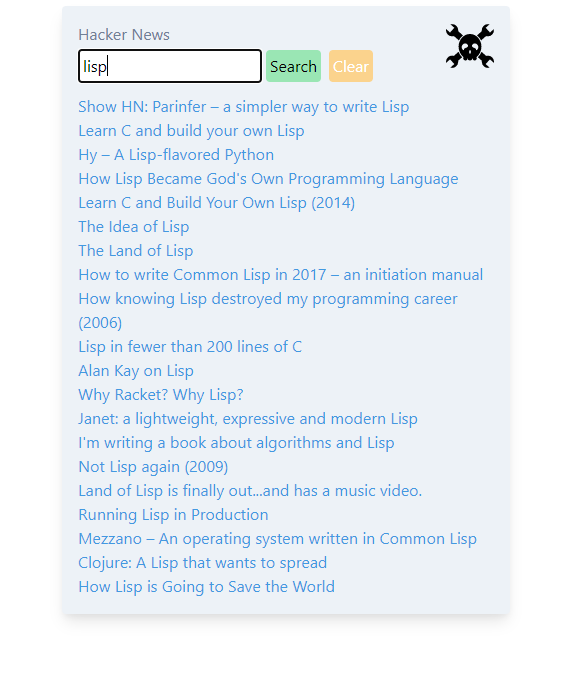 Hacker News
lisp Search Clear
Show HN: Parinfer – a simpler way to write Lisp
Learn C and build your own Lisp
Hy – A Lisp-flavored Python
How Lisp Became God's Own Programming Language
Learn C and Build Your Own Lisp (2014)
The Idea of Lisp
The Land of Lisp
How to write Common Lisp in 2017 – an initiation manual
How knowing Lisp destroyed my programming career
(2006)
Lisp in fewer than 200 lines of C
Alan Kay on Lisp
Why Racket? Why Lisp?
Janet: a lightweight, expressive and modern Lisp
I'm writing a book about algorithms and Lisp
Not Lisp again (2009)
Land of Lisp is finally out...and has a music video.
Running Lisp in Production
Mezzano – An operating system written in Common Lisp
Clojure: A Lisp that wants to spread
How Lisp is Going to Save the World